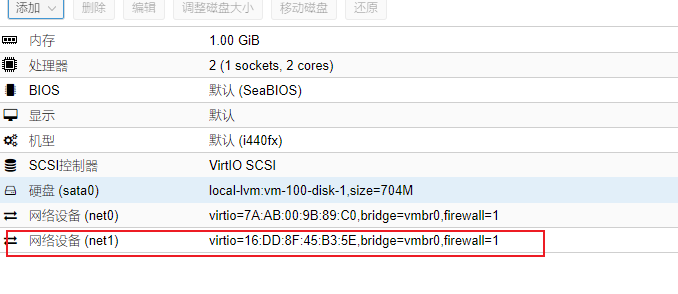 添加 删除 编辑 调整磁盘大小 移动磁盘 还原
内存 1.00 GiB
处理器 2 (1 sockets, 2 cores)
BIOS 默认 (SeaBIOS)
显示 默认
机型 默认 (i440fx)
SCSI控制器 VirtIO SCSI
硬盘 (sata0) local-lvm:vm-100-disk-1,size=704M
网络设备 (net0) virtio=7A:AB:00:9B:89:C0,bridge=vmbr0,firewall=1
网络设备 (net1) virtio=16:DD:8F:45:B3:5E,bridge=vmbr0,firewall=1